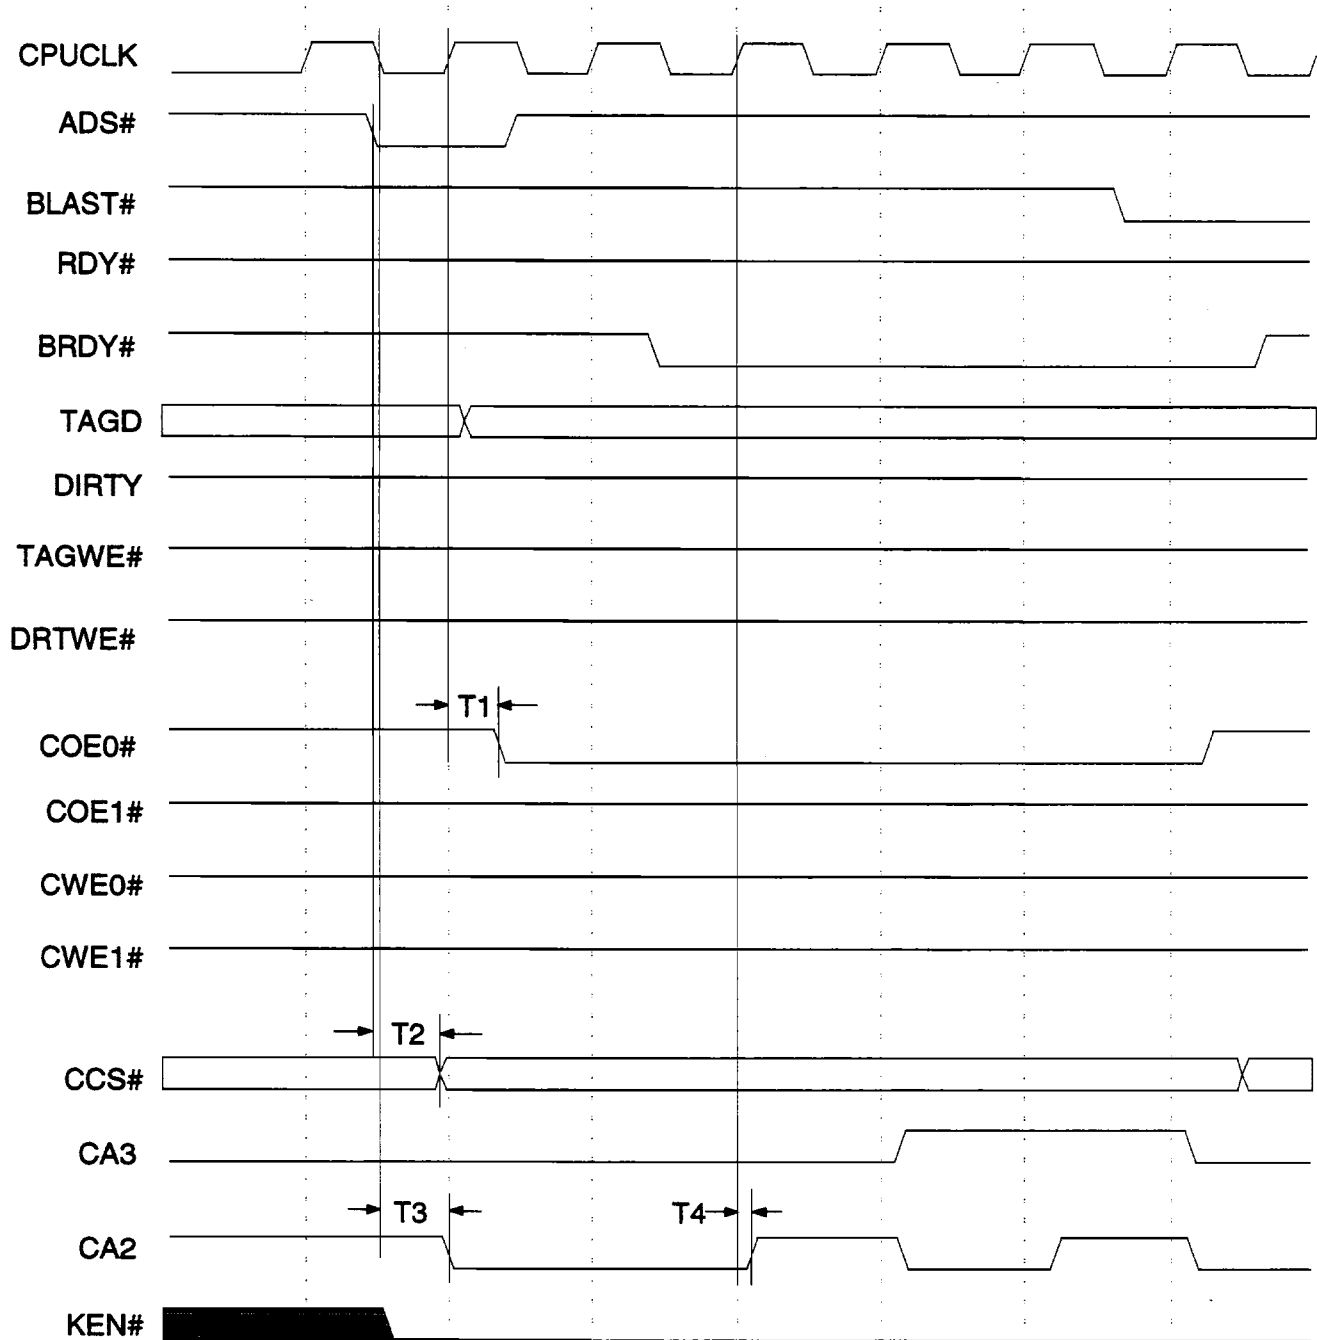 CPUCLK
ADS#
BLAST#
RDY#
BRDY#
TAGD
DIRTY
TAGWE#
DRTWE#
T1
COE0#
COE1#
CWE0#
CWE1#
T2
CCS#
CA3
T3
T4
CA2
KEN#